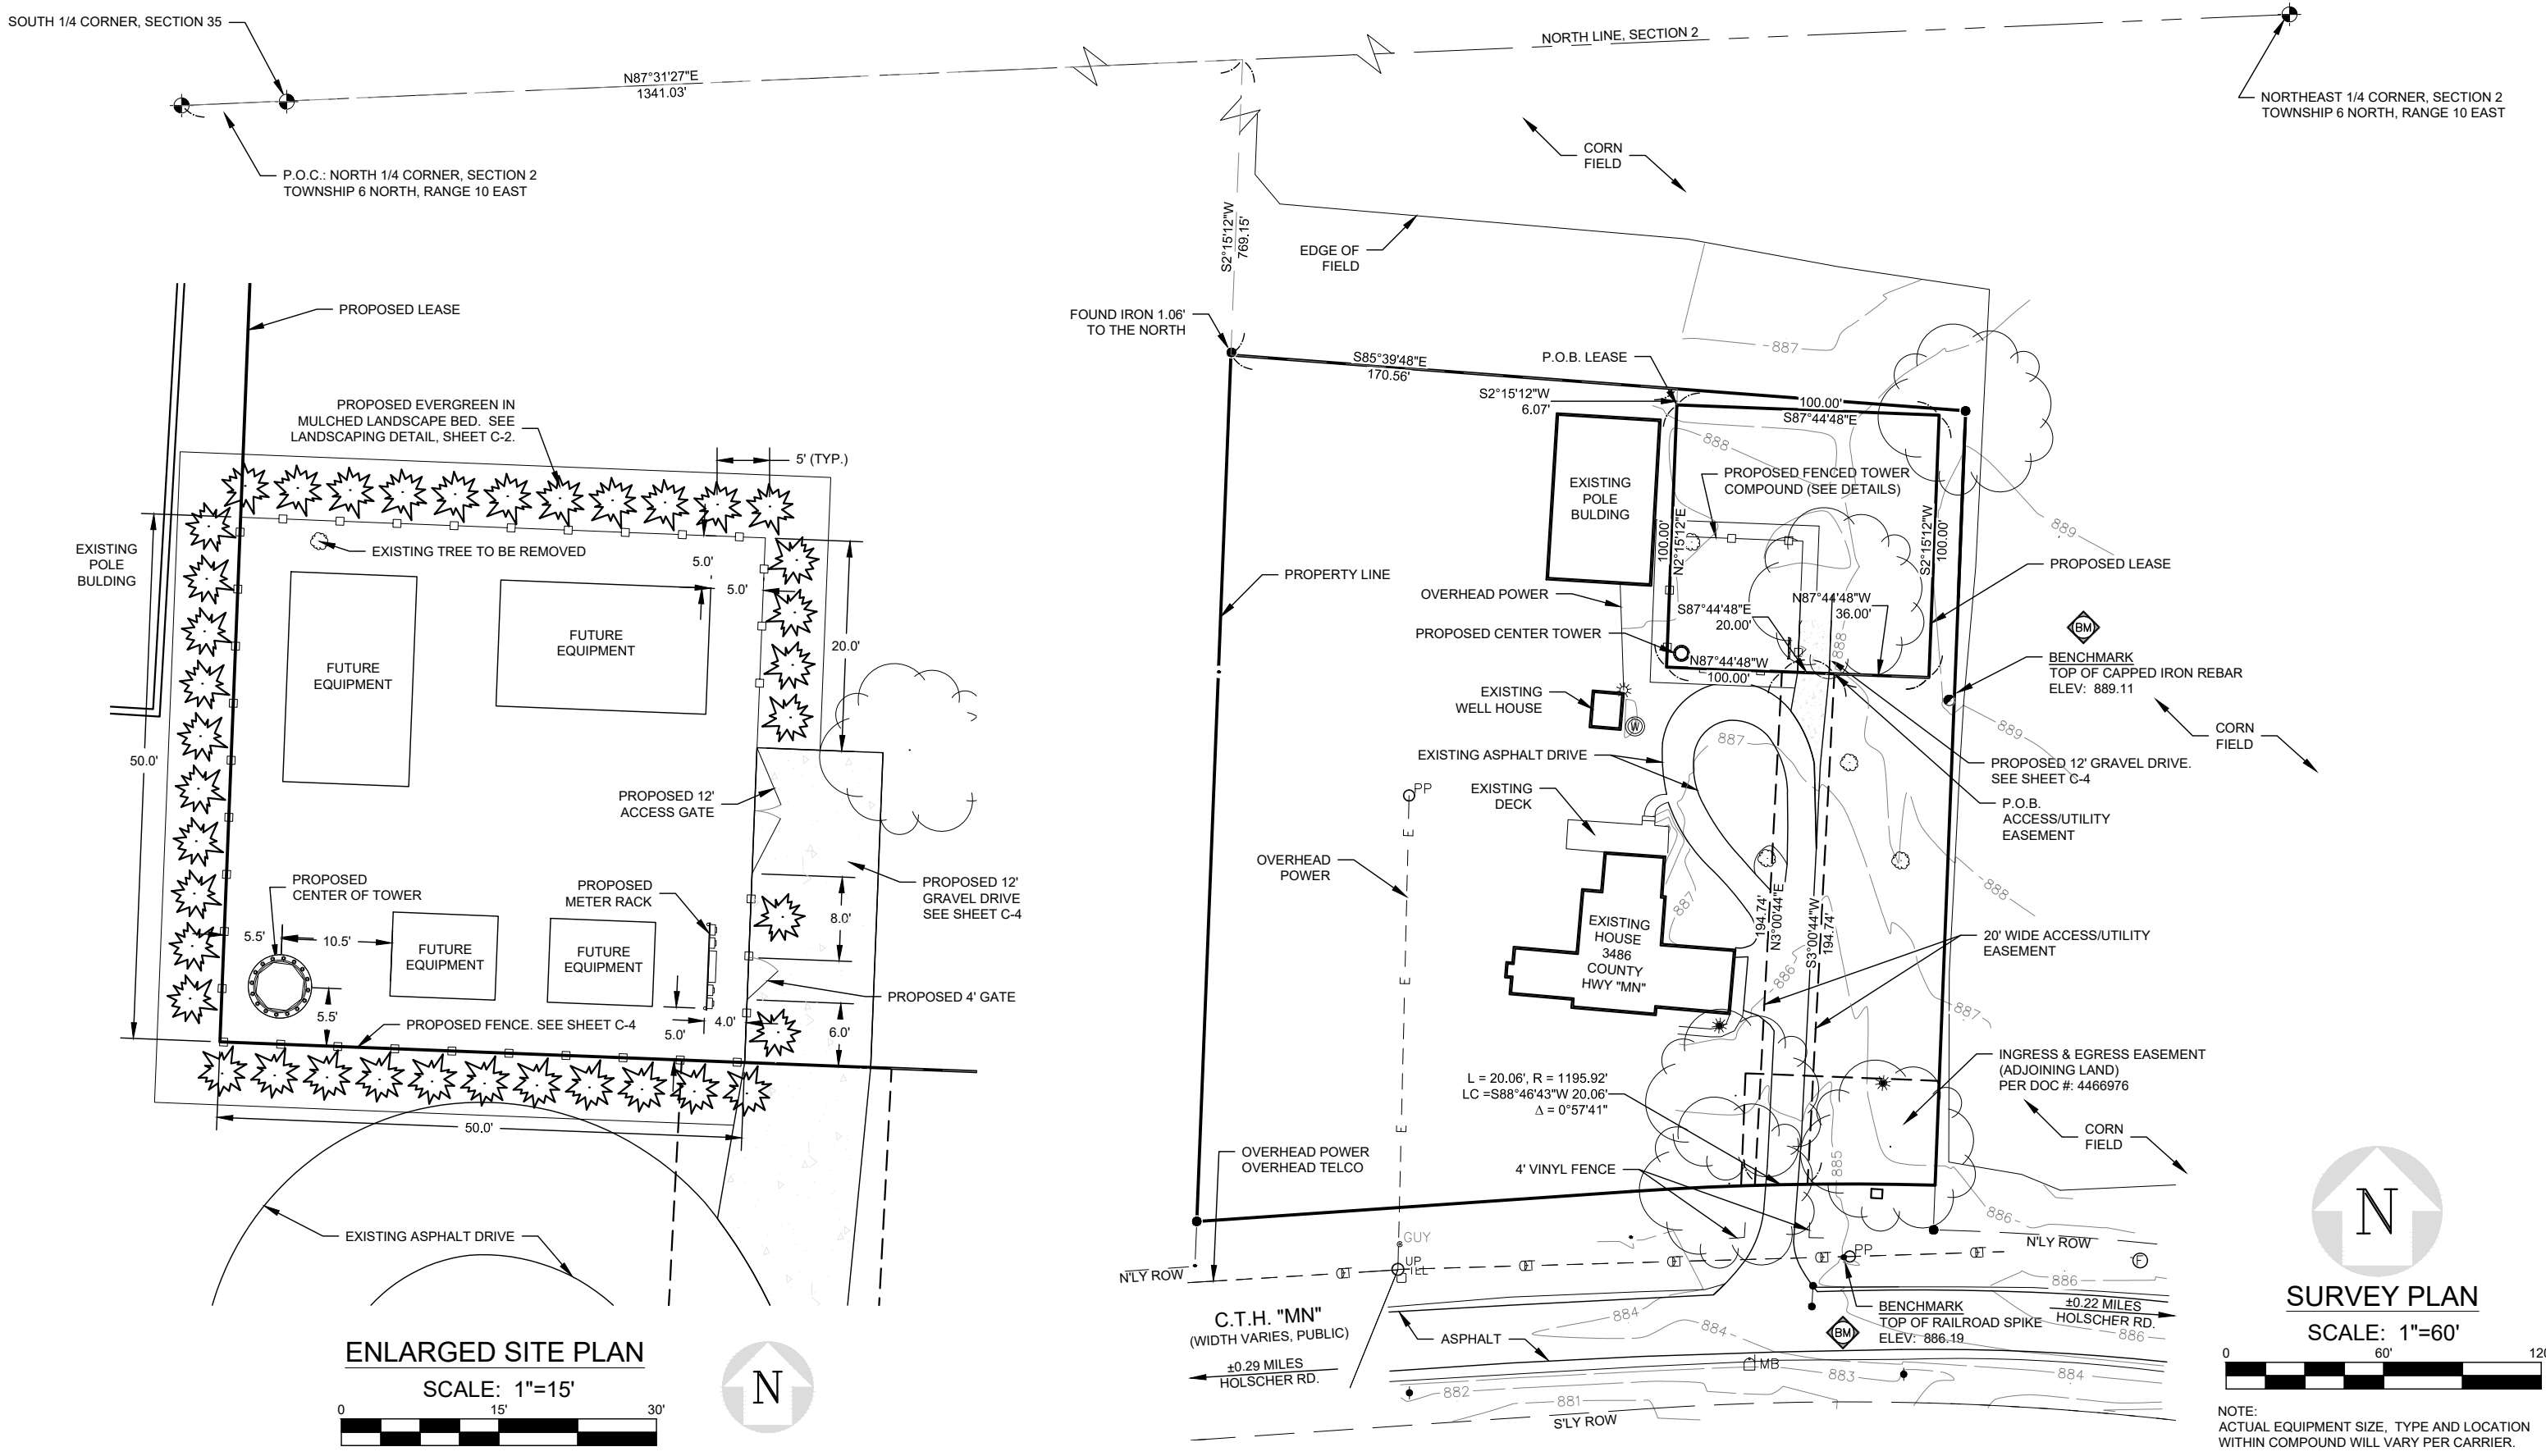 SOUTH 1/4 CORNER, SECTION 35
N87°31'27"E
1341.03'
NORTH LINE, SECTION 2
NORTHEAST 1/4 CORNER, SECTION 2
TOWNSHIP 6 NORTH, RANGE 10 EAST
P.O.C.: NORTH 1/4 CORNER, SECTION 2
TOWNSHIP 6 NORTH, RANGE 10 EAST
PROPOSED LEASE
PROPOSED EVERGREEN IN
MULCHED LANDSCAPE BED. SEE
LANDSCAPING DETAIL, SHEET C-2.
5' (TYP.)
EXISTING
POLE
BULDING
EXISTING TREE TO BE REMOVED
5.0'
5.0'
20.0'
FUTURE
EQUIPMENT
FUTURE
EQUIPMENT
50.0'
PROPOSED 12'
ACCESS GATE
PROPOSED
CENTER OF TOWER
PROPOSED
METER RACK
PROPOSED 12'
GRAVEL DRIVE
SEE SHEET C-4
8.0'
5.5'
10.5'
FUTURE
EQUIPMENT
FUTURE
EQUIPMENT
PROPOSED 4' GATE
5.5'
PROPOSED FENCE. SEE SHEET C-4
5.0'
4.0'
6.0'
50.0'
EXISTING ASPHALT DRIVE
ENLARGED SITE PLAN
SCALE: 1"=15'
0 15' 30'
N
CORN
FIELD
S2°15'12"W
769.15'
EDGE OF
FIELD
FOUND IRON 1.06'
TO THE NORTH
S85°39'48"E
170.56'
P.O.B. LEASE
887
S2°15'12"W
6.07'
100.00'
S87°44'48"E
888
PROPOSED FENCED TOWER
COMPOUND (SEE DETAILS)
EXISTING
POLE
BULDING
100.00'
N2°15'12"E
S2°15'12"W
100.00'
889
PROPERTY LINE
PROPOSED LEASE
OVERHEAD POWER
S87°44'48"E
20.00'
N87°44'48"W
36.00'
PROPOSED CENTER TOWER
888
N87°44'48"W
100.00'
BM
BENCHMARK
TOP OF CAPPED IRON REBAR
ELEV: 889.11
EXISTING
WELL HOUSE
W
889
CORN
FIELD
887
EXISTING ASPHALT DRIVE
PROPOSED 12' GRAVEL DRIVE.
SEE SHEET C-4
PP
EXISTING
DECK
P.O.B.
ACCESS/UTILITY
EASEMENT
OVERHEAD
POWER
E
887
888
194.74'
N3°00'44"E
S3°00'44"W
194.74'
EXISTING
HOUSE
3486
COUNTY
HWY "MN"
20' WIDE ACCESS/UTILITY
EASEMENT
E
886
887
INGRESS & EGRESS EASEMENT
(ADJOINING LAND)
PER DOC #: 4466976
L = 20.06', R = 1195.92'
LC =S88°46'43"W 20.06'
Δ = 0°57'41"
E
CORN
FIELD
OVERHEAD POWER
OVERHEAD TELCO
4' VINYL FENCE
885
886
GUY
N'LY ROW
PP
F
N'LY ROW
UP
886
C.T.H. "MN"
(WIDTH VARIES, PUBLIC)
884
884
BENCHMARK
TOP OF RAILROAD SPIKE
ELEV: 886.19
BM
±0.22 MILES
HOLSCHER RD.
886
ASPHALT
±0.29 MILES
HOLSCHER RD.
MB
882
883
884
881
S'LY ROW
N
SURVEY PLAN
SCALE: 1"=60'
0 60' 120
NOTE:
ACTUAL EQUIPMENT SIZE, TYPE AND LOCATION
WITHIN COMPOUND WILL VARY PER CARRIER.